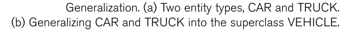 Generalization. (a) Two entity types, CAR and TRUCK.
(b) Generalizing CAR and TRUCK into the superclass VEHICLE.